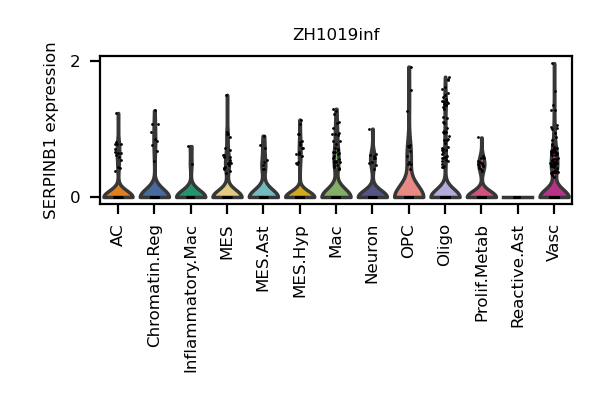 ZH1019inf
SERPINB1 expression
2
0
AC
Chromatin.Reg
Inflammatory.Mac
MES
MES.Ast
MES.Hyp
Mac
Neuron
OPC
Oligo
Prolif.Metab
Reactive.Ast
Vasc